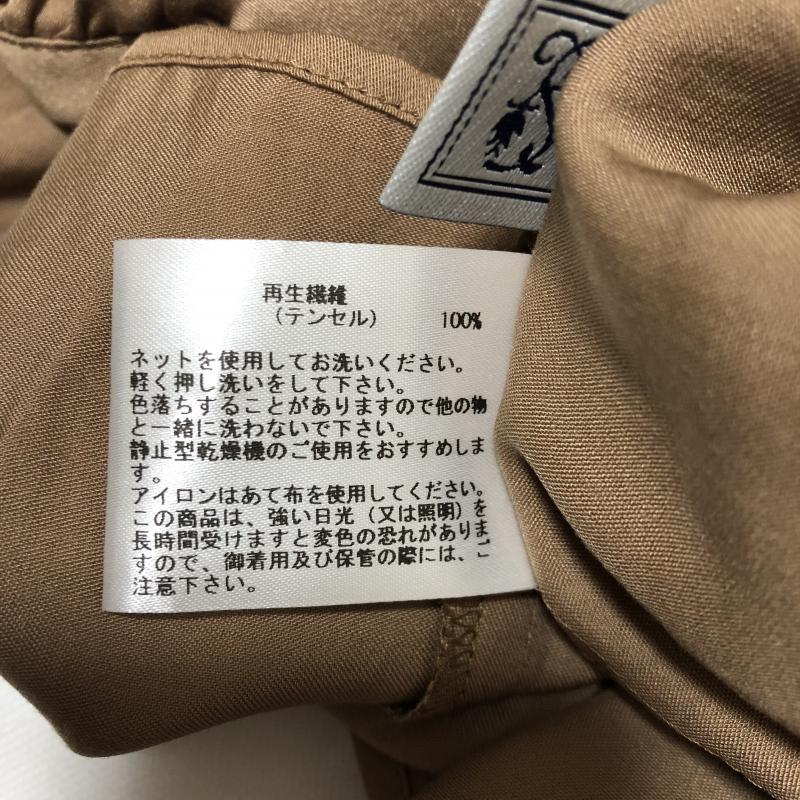 再生繊維
（テンセル） 100%
ネットを使用してお洗いください。
軽く押し洗いをして下さい。
色落ちすることがありますので他の物
と一緒に洗わないで下さい。
静止型乾燥機のご使用をおすすめしま
す。
アイロンはあて布を使用してください。
この商品は、強い日光（又は照明）を
長時間受けますと変色の恐れがありま
すので、御着用及び保管の際には、ご
注意下さい。